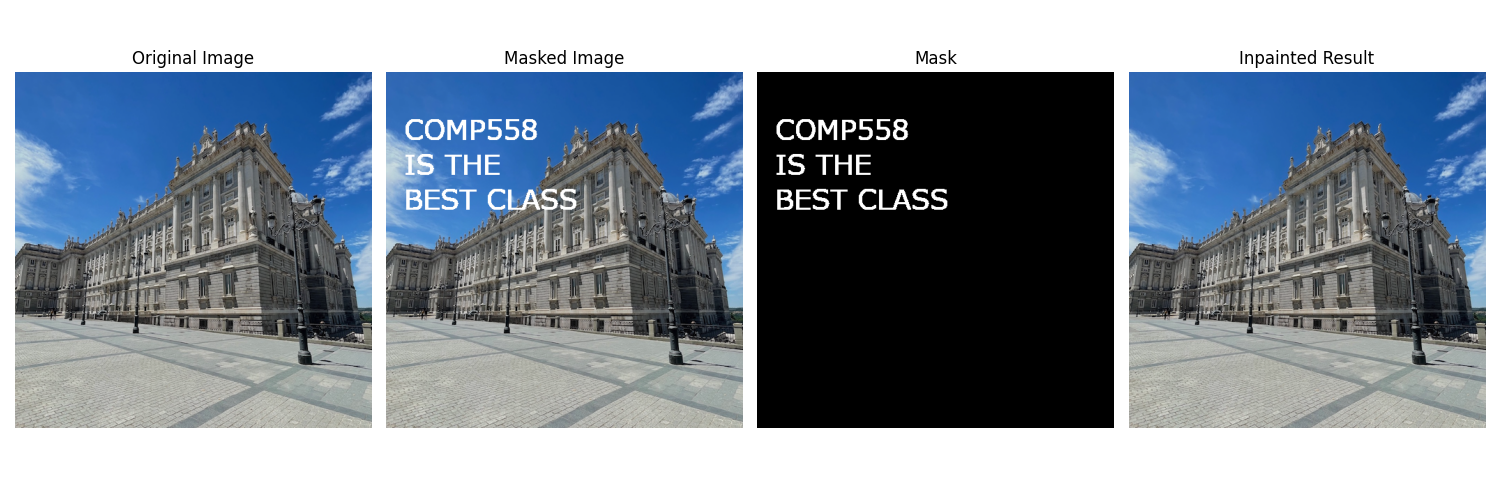 Original Image
Masked Image
Mask
Inpainted Result
COMP558
IS THE
BEST CLASS
COMP558
IS THE
BEST CLASS